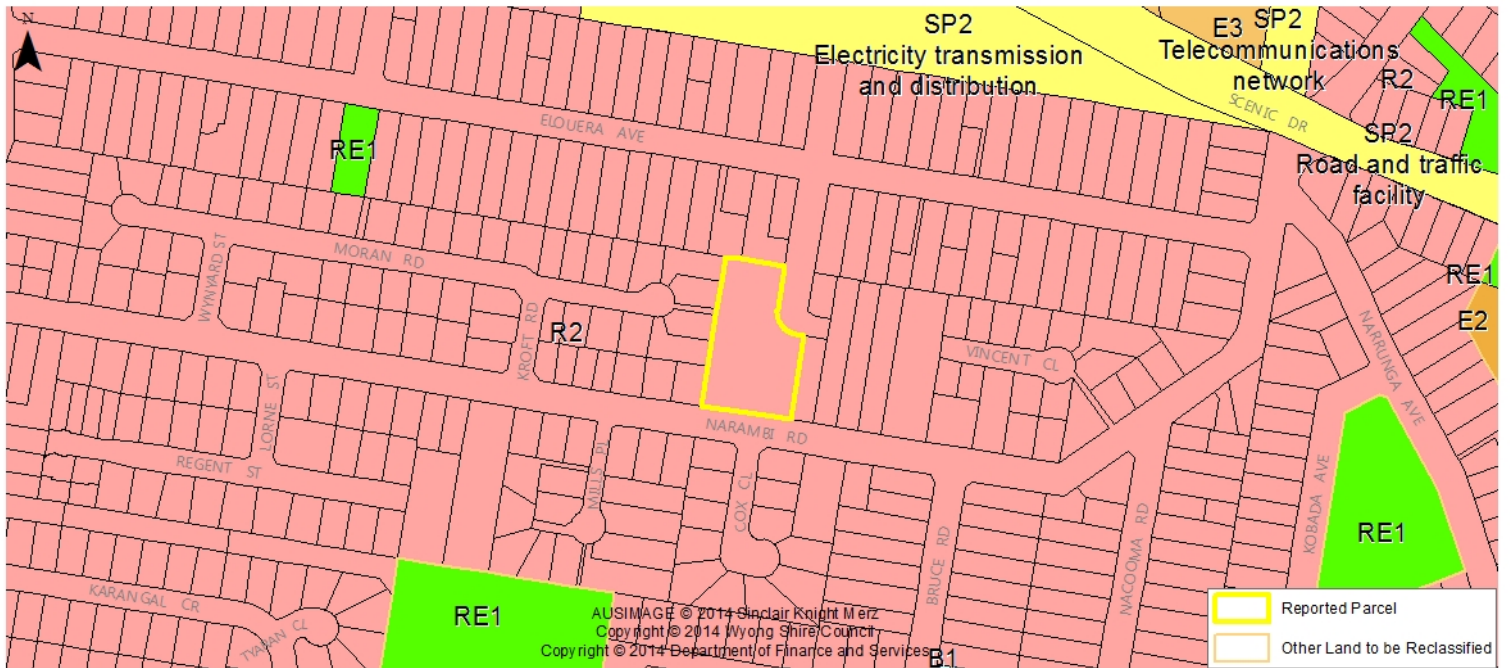 N
SP2
Electricity transmission
and distribution
E3
SP2
Telecommunications
network
R2
RE1
SCENIC DR
SP2
Road and traffic
facility
ELOUERA AVE
RE1
MORAN RD
WYNYARD ST
KROFT RD
R2
VINCENT CL
RE1
E2
NARRUNGA AVE
LORNE ST
REGENT ST
NARAMBI RD
MILLS PL
COX CL
BRUCE RD
NACOOMA RD
KOBADA AVE
RE1
KARANGAL CR
TYARAN CL
RE1
AUSIMAGE © 2014 Sinclair Knight Merz
Copyright © 2014 Wyong Shire Council
Copyright © 2014 Department of Finance and Services
B1
Reported Parcel
Other Land to be Reclassified